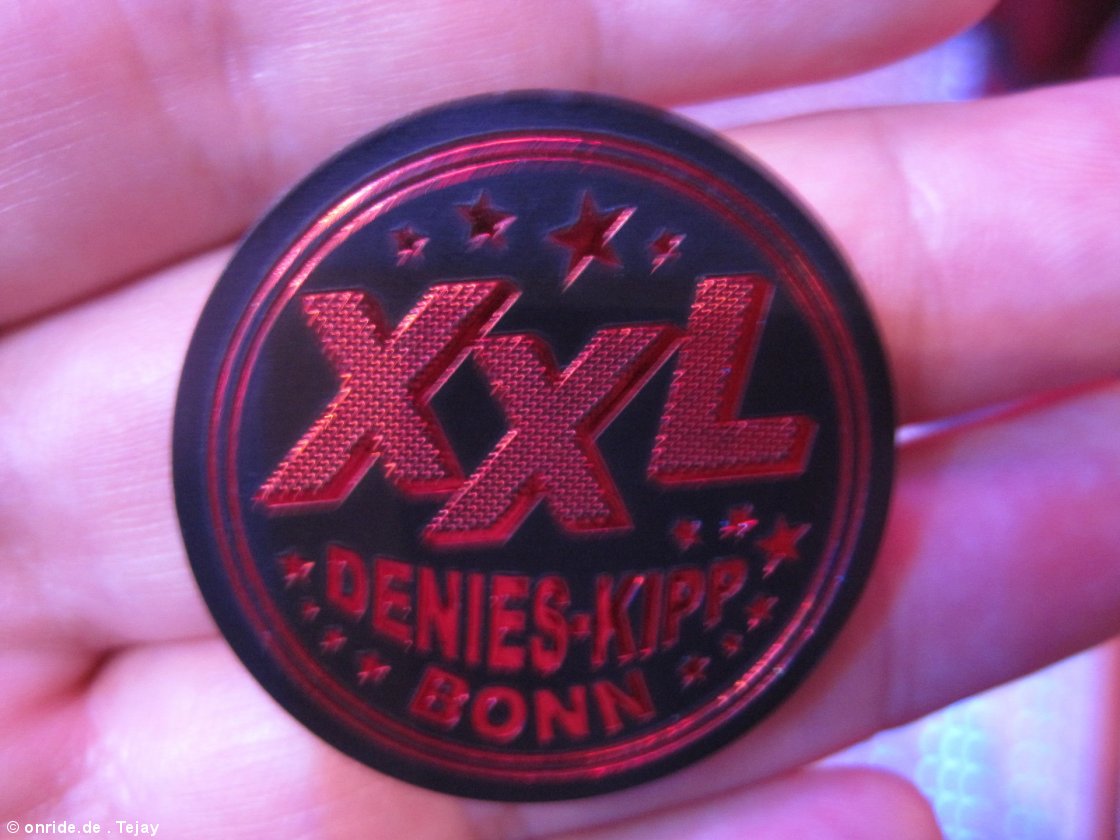 XXL
DENIES-KIPP
BONN
© onride.de . Tejay